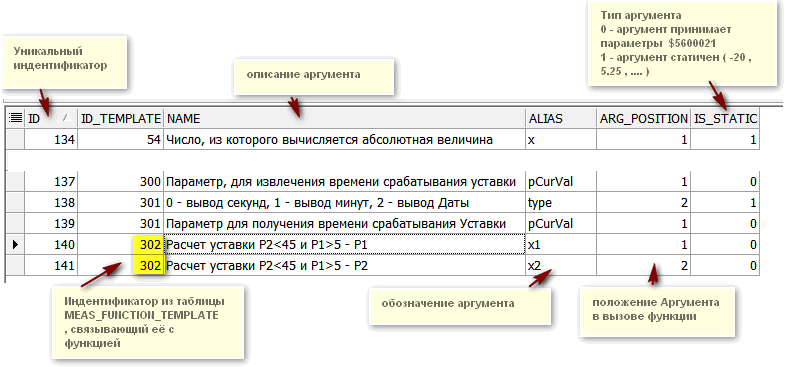 Уникальный
индентификатор
описание аргумента
Тип аргумента
0 - аргумент принимает
параметры $5600021
1 - аргумент статичен ( -20 ,
5.25 , .... )
ID ID_TEMPLATE NAME ALIAS ARG_POSITION IS_STATIC
134 54 Число, из которого вычисляется абсолютная величина x 1 1
137 300 Параметр, для извлечения времени срабатывания уставки pCurVal 1 0
138 301 0 - вывод секунд, 1 - вывод минут, 2 - вывод Даты type 2 1
139 301 Параметр для получения времени срабатывания Уставки pCurVal 1 0
140 302 Расчет уставки P2<45 и P1>5 - P1 x1 1 0
141 302 Расчет уставки P2<45 и P1>5 - P2 x2 2 0
Индентификатор из таблицы
MEAS_FUNCTION_TEMPLATE
, связывающий её с
функцией
обозначение аргумента
положение Аргумента
в вызове функции